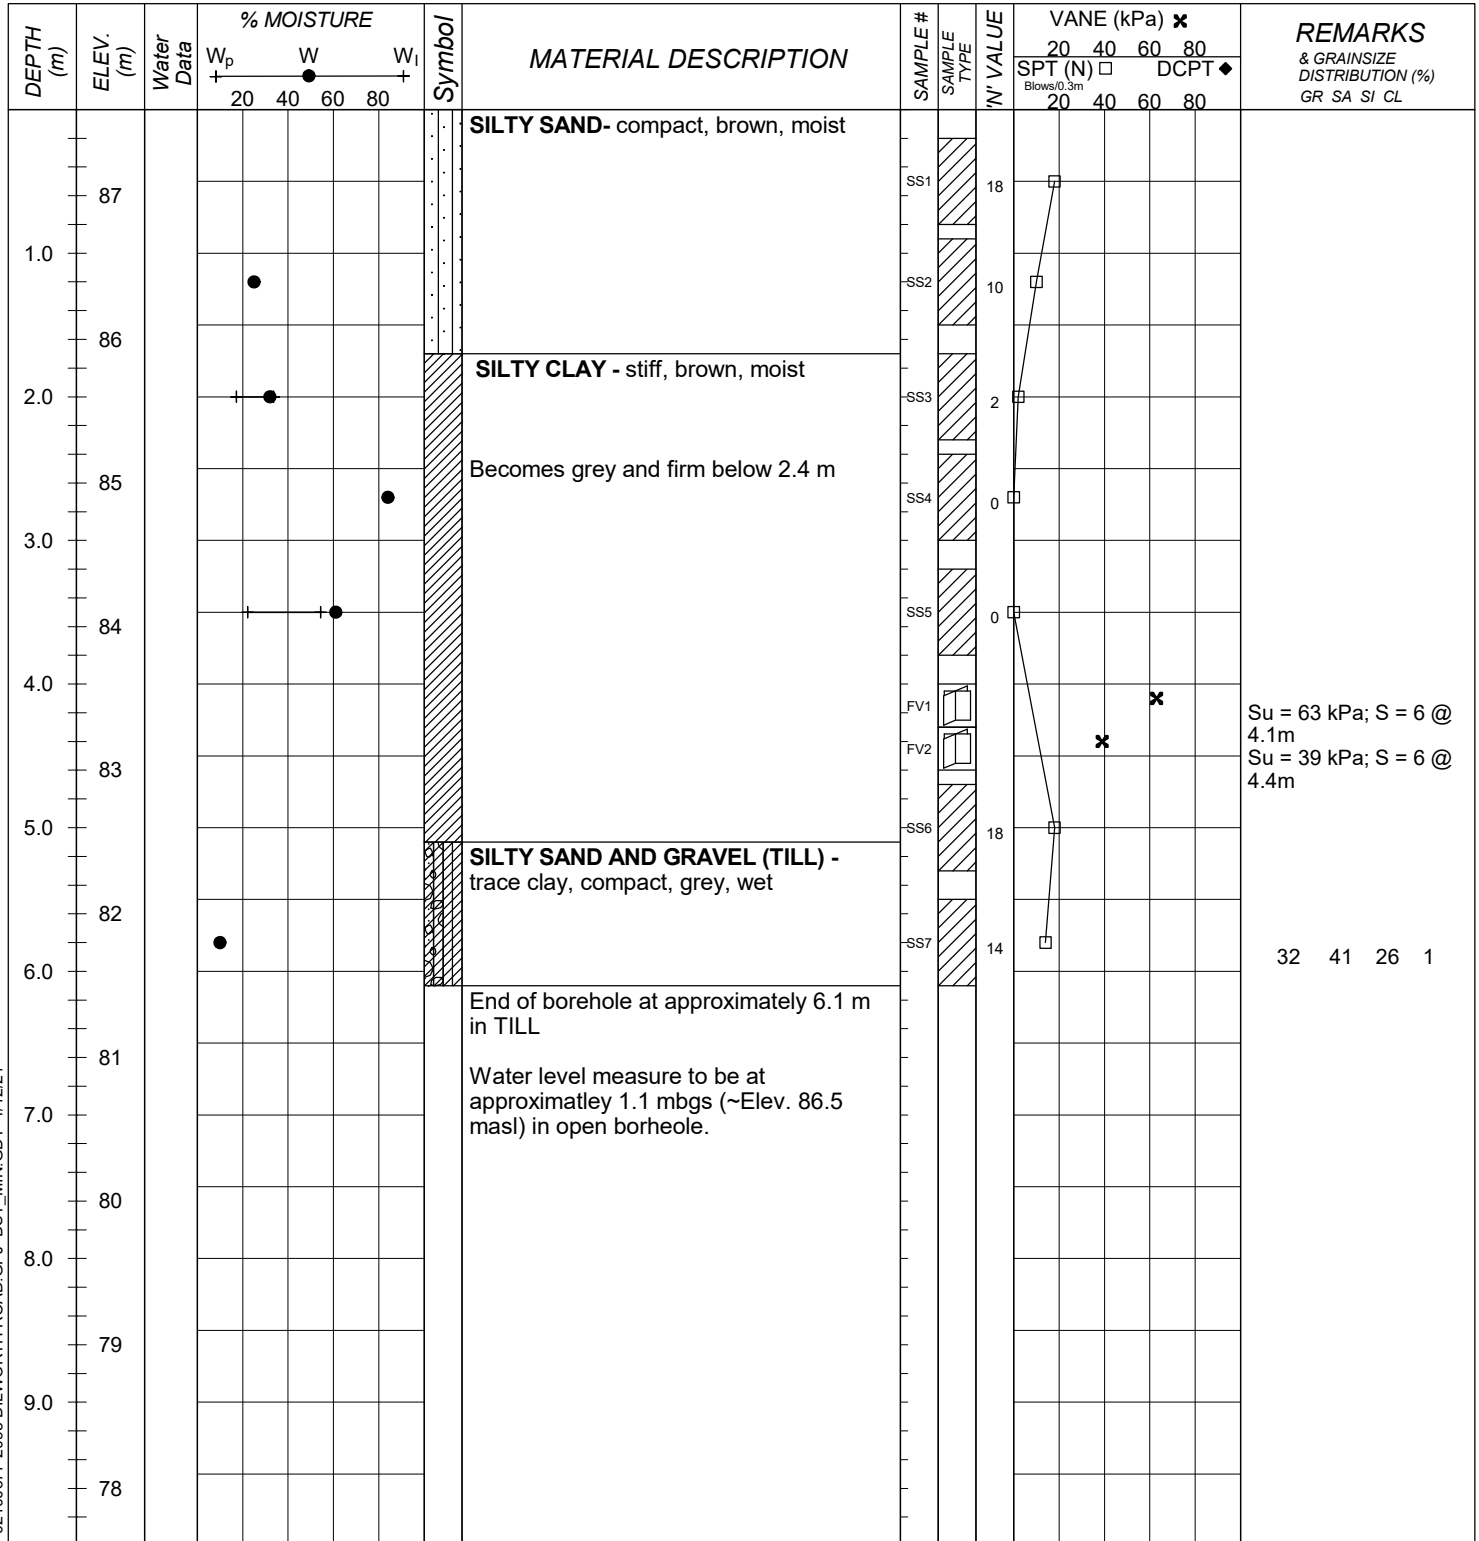 DEPTH (m)
ELEV. (m)
Water Data
% MOISTURE
Wp W Wl
20 40 60 80
Symbol
MATERIAL DESCRIPTION
SAMPLE #
SAMPLE TYPE
'N' VALUE
VANE (kPa) ✖
20 40 60 80
SPT (N) □ DCPT ◆
Blows/0.3m
20 40 60 80
REMARKS
& GRAINSIZE
DISTRIBUTION (%)
GR SA SI CL
SILTY SAND- compact, brown, moist
SS1 18
87
1.0
SS2 10
86
SILTY CLAY - stiff, brown, moist
2.0 SS3 2
Becomes grey and firm below 2.4 m
85 SS4 0
3.0
84 SS5 0
4.0
FV1 Su = 63 kPa; S = 6 @
4.1m
FV2 Su = 39 kPa; S = 6 @
83 4.4m
5.0 SS6 18
SILTY SAND AND GRAVEL (TILL) -
trace clay, compact, grey, wet
82
SS7 14 32 41 26 1
6.0
End of borehole at approximately 6.1 m
in TILL
81
Water level measure to be at
approximatley 1.1 mbgs (~Elev. 86.5
masl) in open borheole.
7.0
80
8.0
79
9.0
78